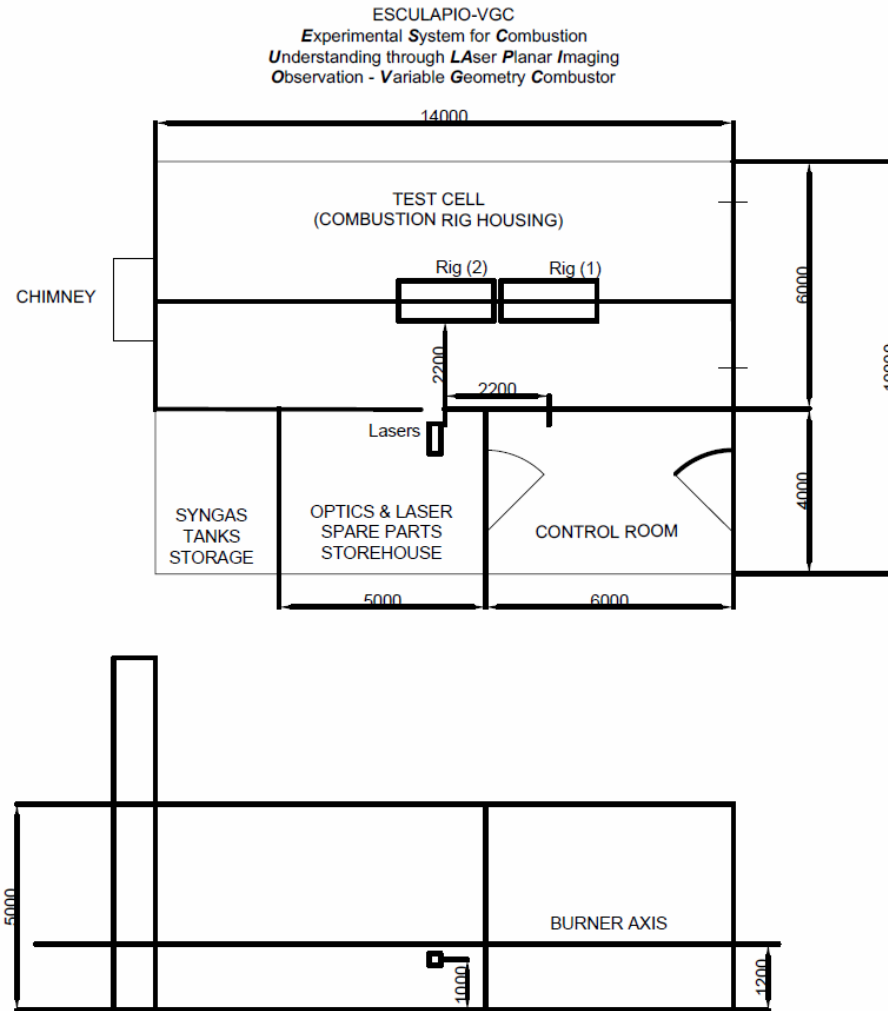 ESCULAPIO-VGC
Experimental System for Combustion
Understanding through LAser Planar Imaging
Observation - Variable Geometry Combustor
14000
TEST CELL
(COMBUSTION RIG HOUSING)
Rig (2)
Rig (1)
CHIMNEY
6000
2200
2200
Lasers
4000
SYNGAS
TANKS
STORAGE
OPTICS & LASER
SPARE PARTS
STOREHOUSE
CONTROL ROOM
5000
6000
5000
BURNER AXIS
1000
1200